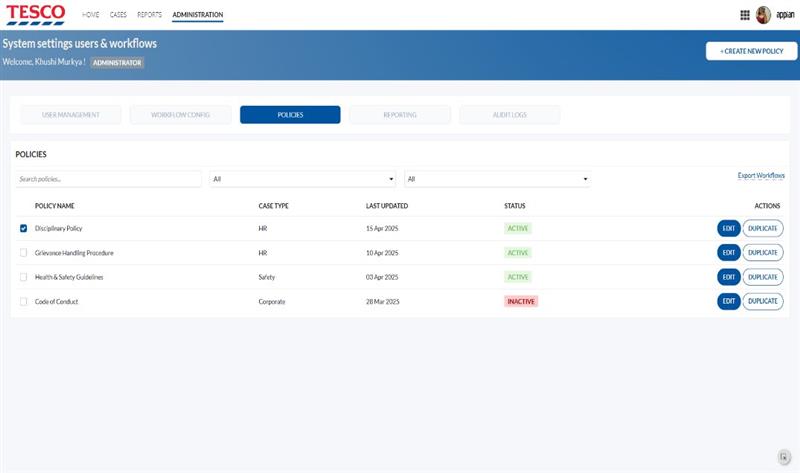 TESCO HOME CASES REPORTS ADMINISTRATION appian
System settings users & workflows
Welcome, Khushi Murkya ! ADMINISTRATOR
+ CREATE NEW POLICY
USER MANAGEMENT WORKFLOW CONFIG POLICIES REPORTING AUDIT LOGS
POLICIES
Search policies... All All Export Workflows
POLICY NAME CASE TYPE LAST UPDATED STATUS ACTIONS
Disciplinary Policy HR 15 Apr 2025 ACTIVE EDIT DUPLICATE
Grievance Handling Procedure HR 10 Apr 2025 ACTIVE EDIT DUPLICATE
Health & Safety Guidelines Safety 03 Apr 2025 ACTIVE EDIT DUPLICATE
Code of Conduct Corporate 28 Mar 2025 INACTIVE EDIT DUPLICATE